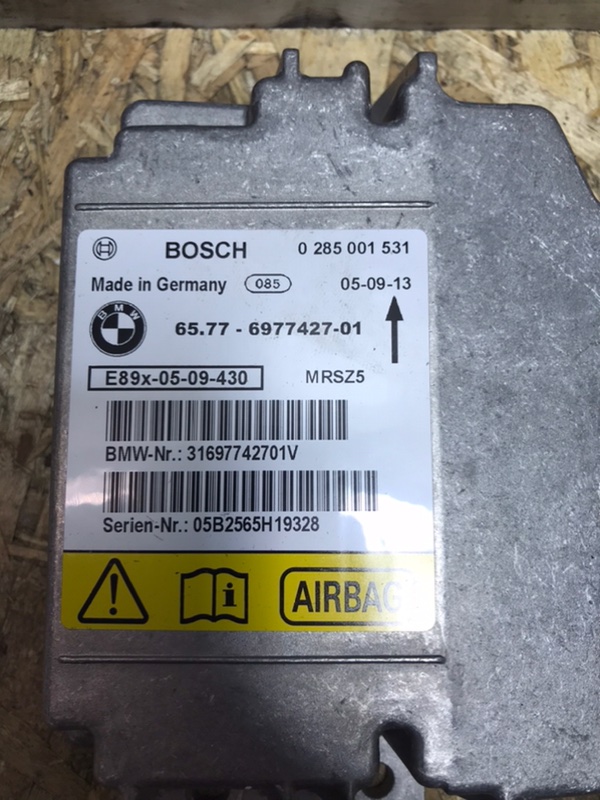 BOSCH 0 285 001 531
Made in Germany 085 05-09-13
BMW
65.77 - 6977427-01
E89x-05-09-430 MRSZ5
BMW-Nr.: 31697742701V
Serien-Nr.: 05B2565H19328
! i AIRBAG